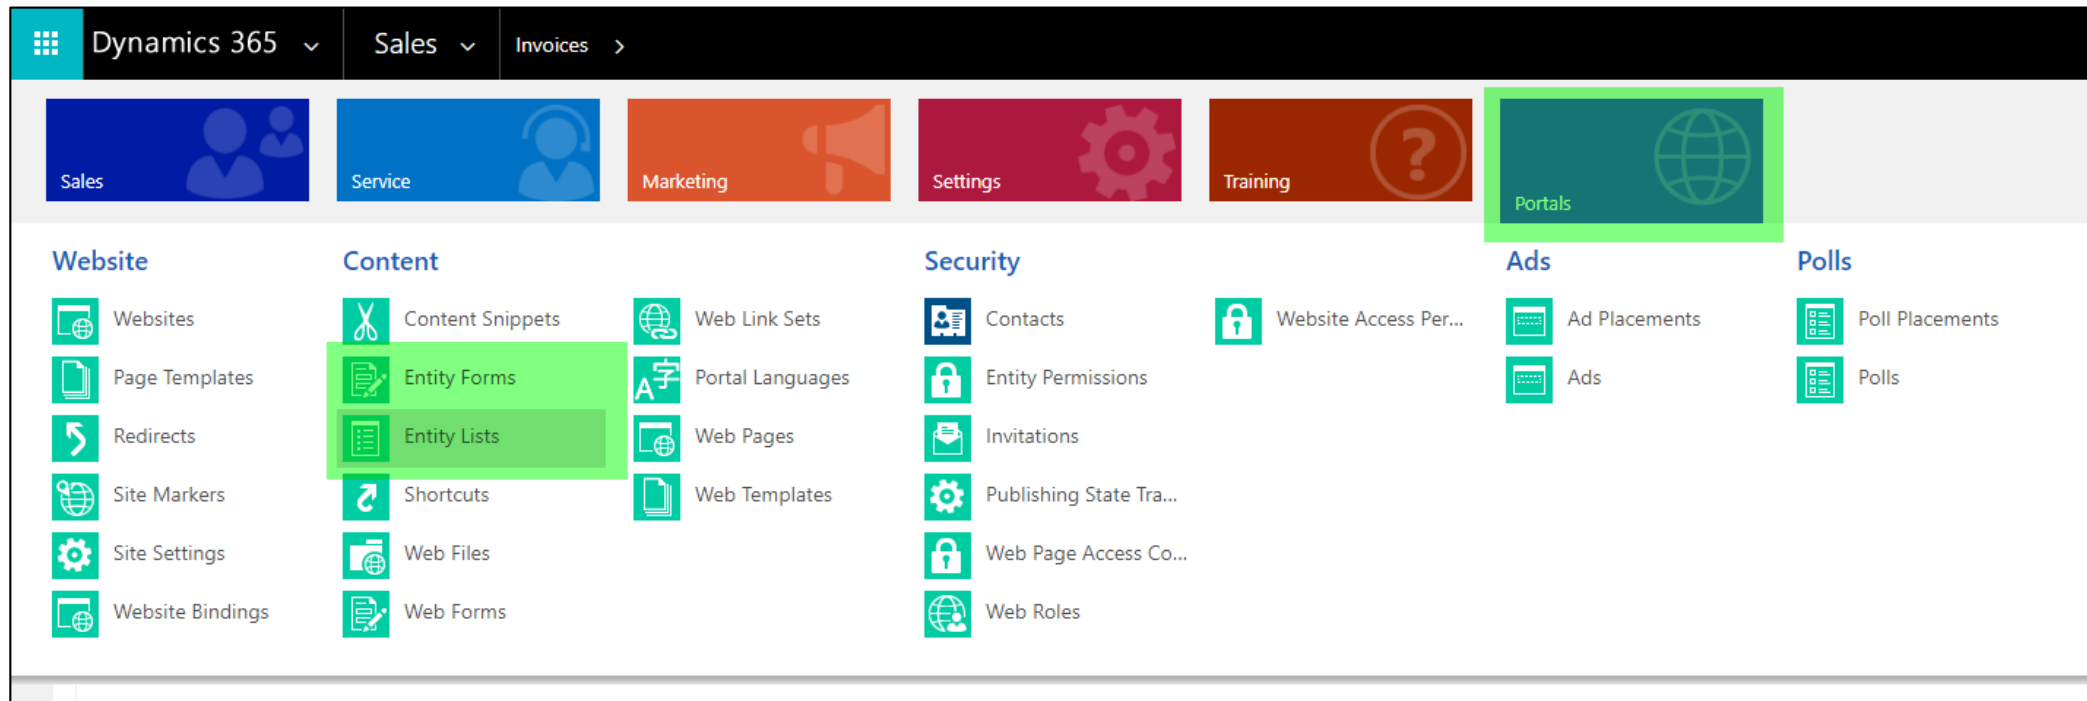 Dynamics 365
Sales
Invoices
Sales
Service
Marketing
Settings
Training
Portals
Website
Websites
Page Templates
Redirects
Site Markers
Site Settings
Website Bindings
Content
Content Snippets
Entity Forms
Entity Lists
Shortcuts
Web Files
Web Forms
Web Link Sets
Portal Languages
Web Pages
Web Templates
Security
Contacts
Entity Permissions
Invitations
Publishing State Tra...
Web Page Access Co...
Web Roles
Website Access Per...
Ads
Ad Placements
Ads
Polls
Poll Placements
Polls